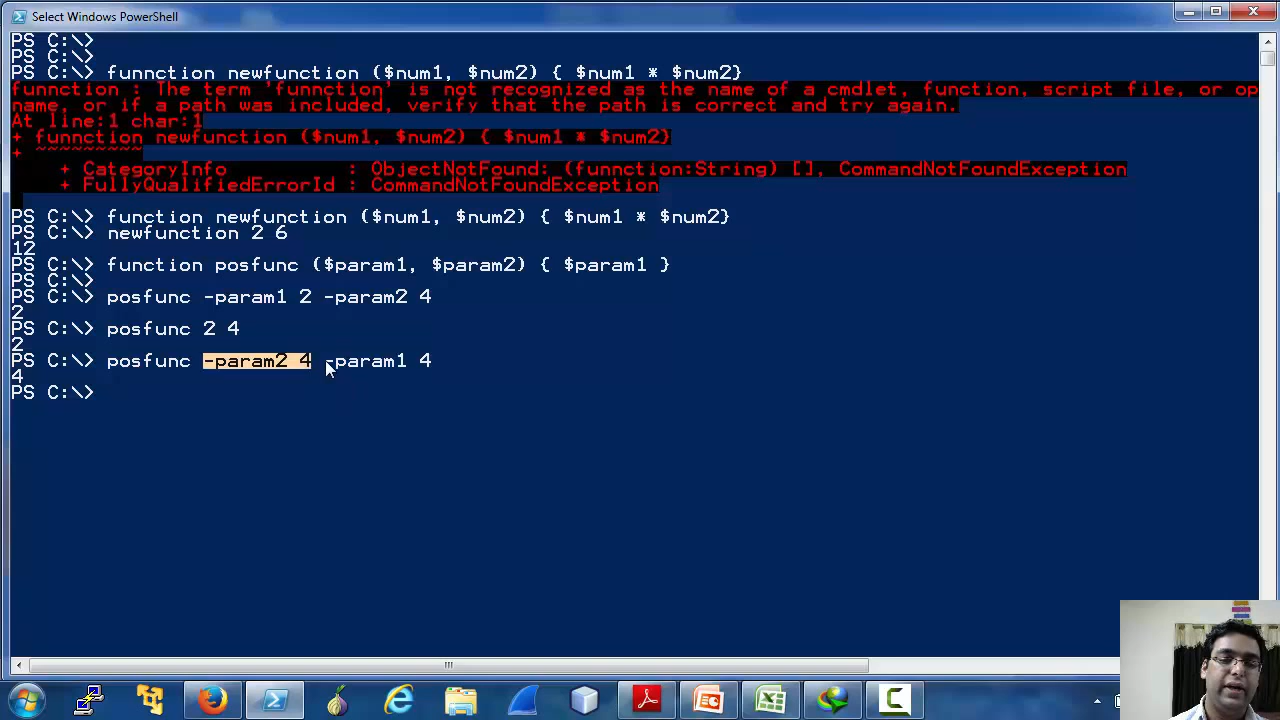 Select Windows PowerShell
PS C:\>
PS C:\>
PS C:\> funnction newfunction ($num1, $num2) { $num1 * $num2}
funnction : The term 'funnction' is not recognized as the name of a cmdlet, function, script file, or op
name, or if a path was included, verify that the path is correct and try again.
At line:1 char:1
+ funnction newfunction ($num1, $num2) { $num1 * $num2}
+ ~~~~~~~~~
    + CategoryInfo          : ObjectNotFound: (funnction:String) [], CommandNotFoundException
    + FullyQualifiedErrorId : CommandNotFoundException
PS C:\> function newfunction ($num1, $num2) { $num1 * $num2}
PS C:\> newfunction 2 6
12
PS C:\> function posfunc ($param1, $param2) { $param1 }
PS C:\>
PS C:\> posfunc -param1 2 -param2 4
2
PS C:\> posfunc 2 4
2
PS C:\> posfunc -param2 4 -param1 4
4
PS C:\>